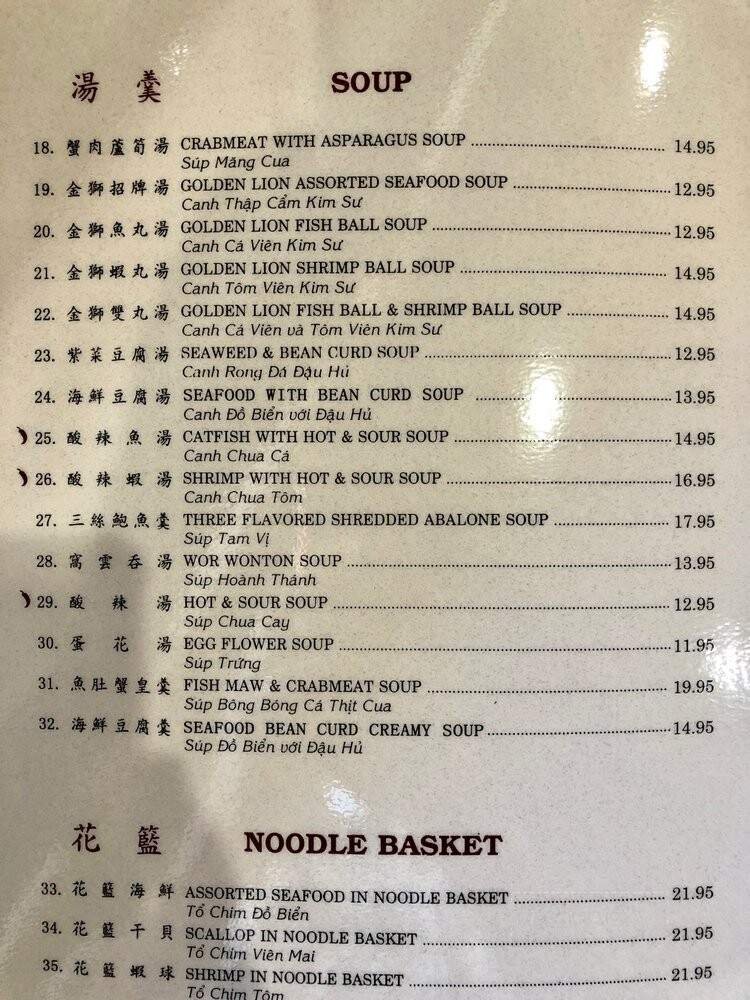 湯 羹 SOUP
18. 蟹肉蘆筍湯 CRABMEAT WITH ASPARAGUS SOUP 14.95
Súp Măng Cua
19. 金獅招牌湯 GOLDEN LION ASSORTED SEAFOOD SOUP 12.95
Canh Thập Cẩm Kim Sư
20. 金獅魚丸湯 GOLDEN LION FISH BALL SOUP 12.95
Canh Cá Viên Kim Sư
21. 金獅蝦丸湯 GOLDEN LION SHRIMP BALL SOUP 14.95
Canh Tôm Viên Kim Sư
22. 金獅雙丸湯 GOLDEN LION FISH BALL & SHRIMP BALL SOUP 14.95
Canh Cá Viên và Tôm Viên Kim Sư
23. 紫菜豆腐湯 SEAWEED & BEAN CURD SOUP 12.95
Canh Rong Đá Đậu Hủ
24. 海鮮豆腐湯 SEAFOOD WITH BEAN CURD SOUP 13.95
Canh Đồ Biển với Đậu Hủ
25. 酸辣魚湯 CATFISH WITH HOT & SOUR SOUP 14.95
Canh Chua Cá
26. 酸辣蝦湯 SHRIMP WITH HOT & SOUR SOUP 16.95
Canh Chua Tôm
27. 三絲鮑魚羹 THREE FLAVORED SHREDDED ABALONE SOUP 17.95
Súp Tam Vị
28. 窩雲吞湯 WOR WONTON SOUP 13.95
Súp Hoành Thánh
29. 酸辣湯 HOT & SOUR SOUP 12.95
Súp Chua Cay
30. 蛋花湯 EGG FLOWER SOUP 11.95
Súp Trứng
31. 魚肚蟹皇羹 FISH MAW & CRABMEAT SOUP 19.95
Súp Bông Bóng Cá Thịt Cua
32. 海鮮豆腐羹 SEAFOOD BEAN CURD CREAMY SOUP 14.95
Súp Đồ Biển với Đậu Hủ
花 籃 NOODLE BASKET
33. 花籃海鮮 ASSORTED SEAFOOD IN NOODLE BASKET 21.95
Tổ Chim Đồ Biển
34. 花籃干貝 SCALLOP IN NOODLE BASKET 21.95
Tổ Chim Viên Mai
35. 花籃蝦球 SHRIMP IN NOODLE BASKET 21.95
Tổ Chim Tôm